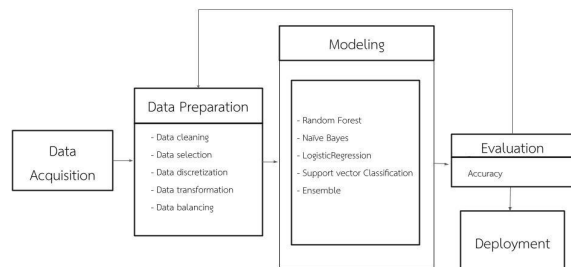 Data
Acquisition
Data Preparation
- Data cleaning
- Data selection
- Data discretization
- Data transformation
- Data balancing
Modeling
- Random Forest
- Naïve Bayes
- LogisticRegression
- Support vector Classification
- Ensemble
Evaluation
Accuracy
Deployment